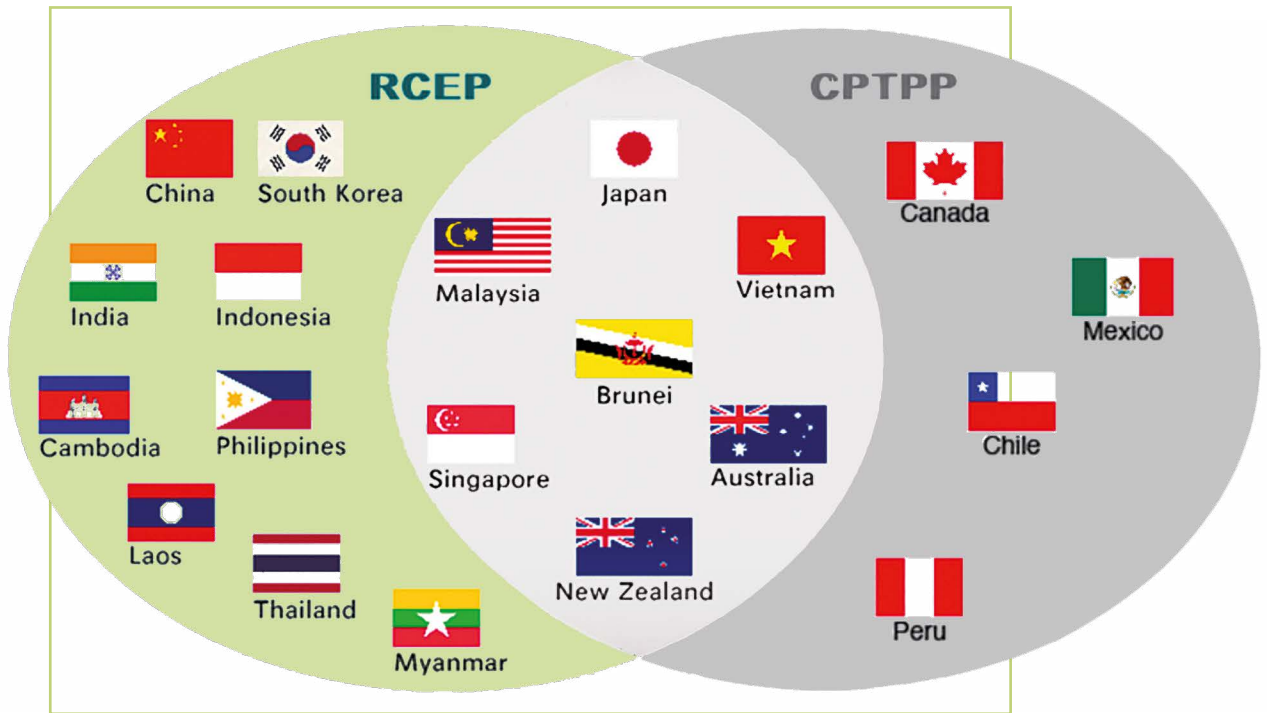 RCEP
CPTPP
China
South Korea
Japan
Canada
India
Indonesia
Malaysia
Vietnam
Mexico
Cambodia
Philippines
Brunei
Chile
Singapore
Australia
Laos
Thailand
New Zealand
Peru
Myanmar